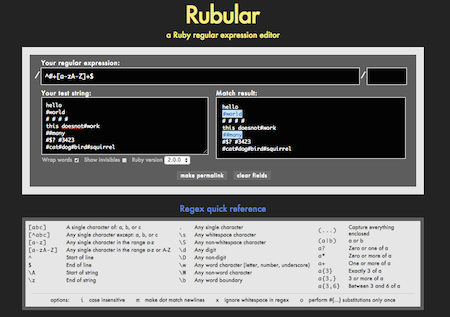 Rubular
a Ruby regular expression editor
Your regular expression:
/ ^#+[a-zA-Z]+$ /
Your test string:
hello
#world
# # # #
this doesnot#work
##many
#$? #3423
#cat#dog#bird#squirrel
Match result:
hello
#world
# # # #
this doesnot#work
##many
#$? #3423
#cat#dog#bird#squirrel
Wrap words Show invisibles Ruby version 2.0.0
make permalink clear fields
Regex quick reference
[abc] A single character of: a, b, or c
[^abc] Any single character except: a, b, or c
[a-z] Any single character in the range a-z
[a-zA-Z] Any single character in the range a-z or A-Z
^ Start of line
$ End of line
\A Start of string
\z End of string
. Any single character
\s Any whitespace character
\S Any non-whitespace character
\d Any digit
\D Any non-digit
\w Any word character (letter, number, underscore)
\W Any non-word character
\b Any word boundary
(...) Capture everything enclosed
(a|b) a or b
a? Zero or one of a
a* Zero or more of a
a+ One or more of a
a{3} Exactly 3 of a
a{3,} 3 or more of a
a{3,6} Between 3 and 6 of a
options: i case insensitive m make dot match newlines x ignore whitespace in regex o perform #{...} substitutions only once